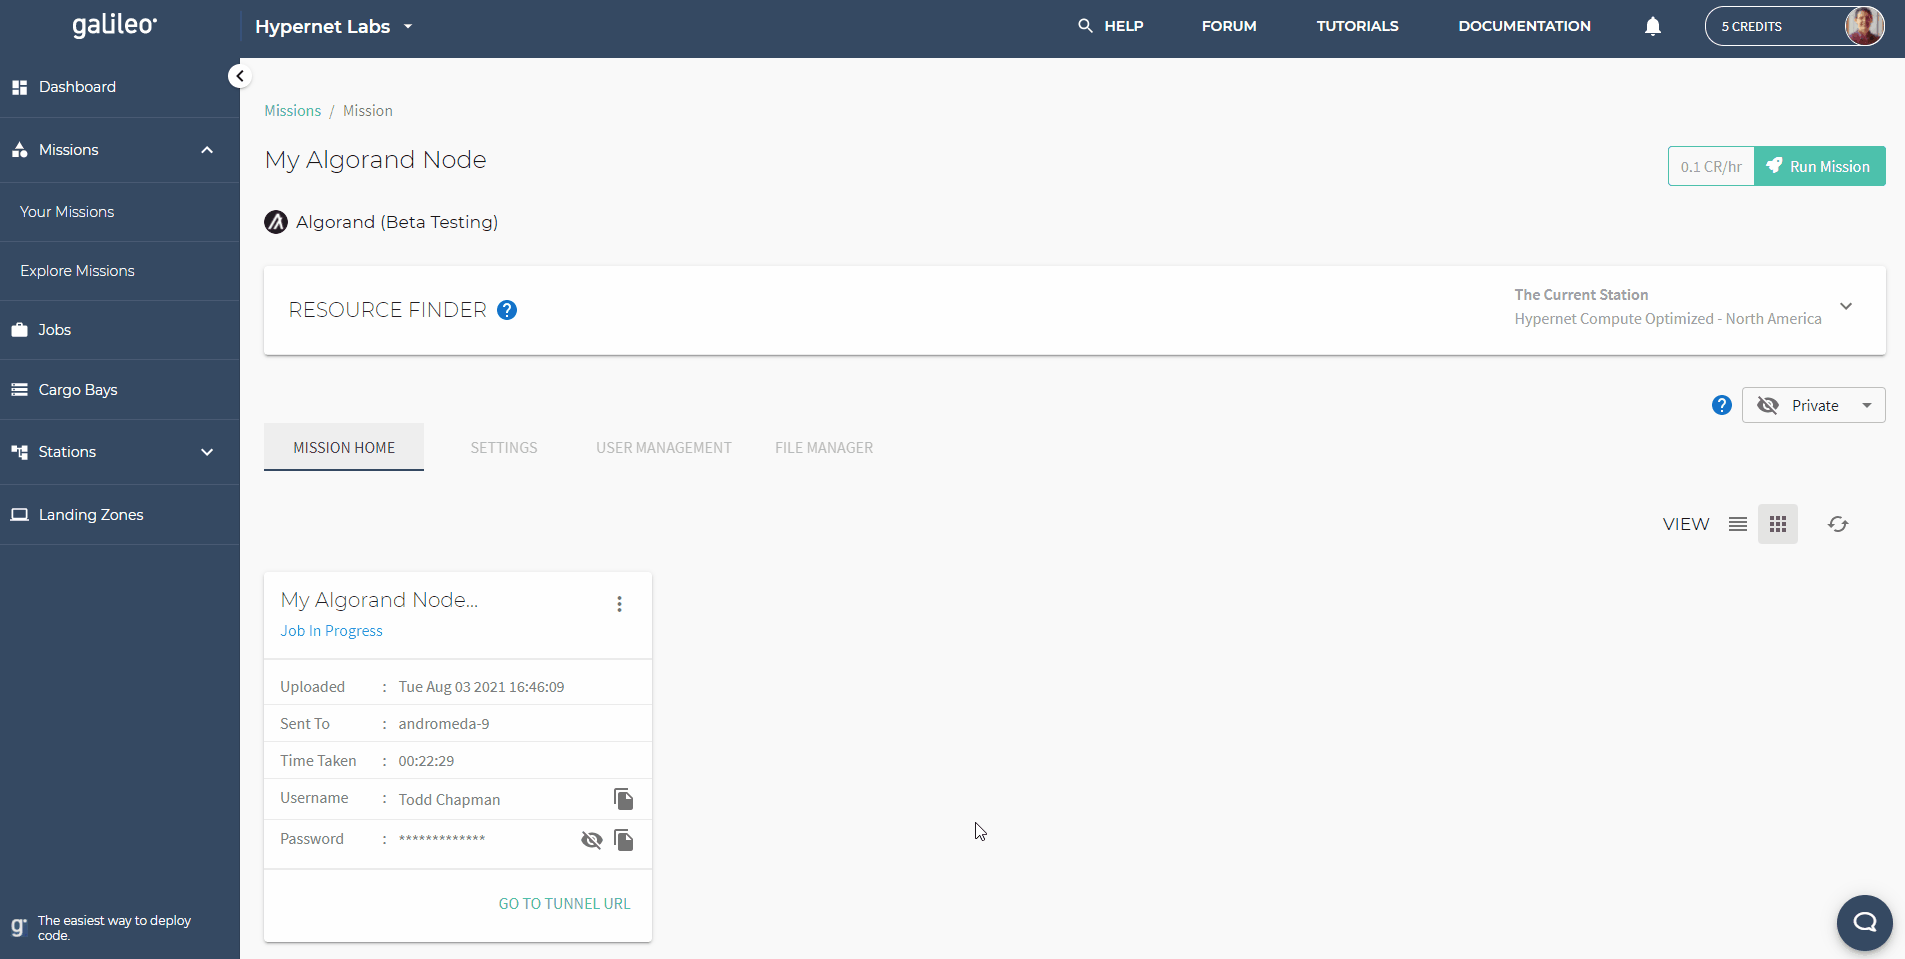 galileo
Hypernet Labs
HELP
FORUM
TUTORIALS
DOCUMENTATION
5 CREDITS
Dashboard
Missions
Your Missions
Explore Missions
Jobs
Cargo Bays
Stations
Landing Zones
g
The easiest way to deploy
code.
Missions / Mission
My Algorand Node
0.1 CR/hr
Run Mission
Algorand (Beta Testing)
RESOURCE FINDER ?
The Current Station
Hypernet Compute Optimized - North America
? Private
MISSION HOME
SETTINGS
USER MANAGEMENT
FILE MANAGER
VIEW
My Algorand Node...
Job In Progress
Uploaded : Tue Aug 03 2021 16:46:09
Sent To : andromeda-9
Time Taken : 00:22:29
Username : Todd Chapman
Password : *************
GO TO TUNNEL URL